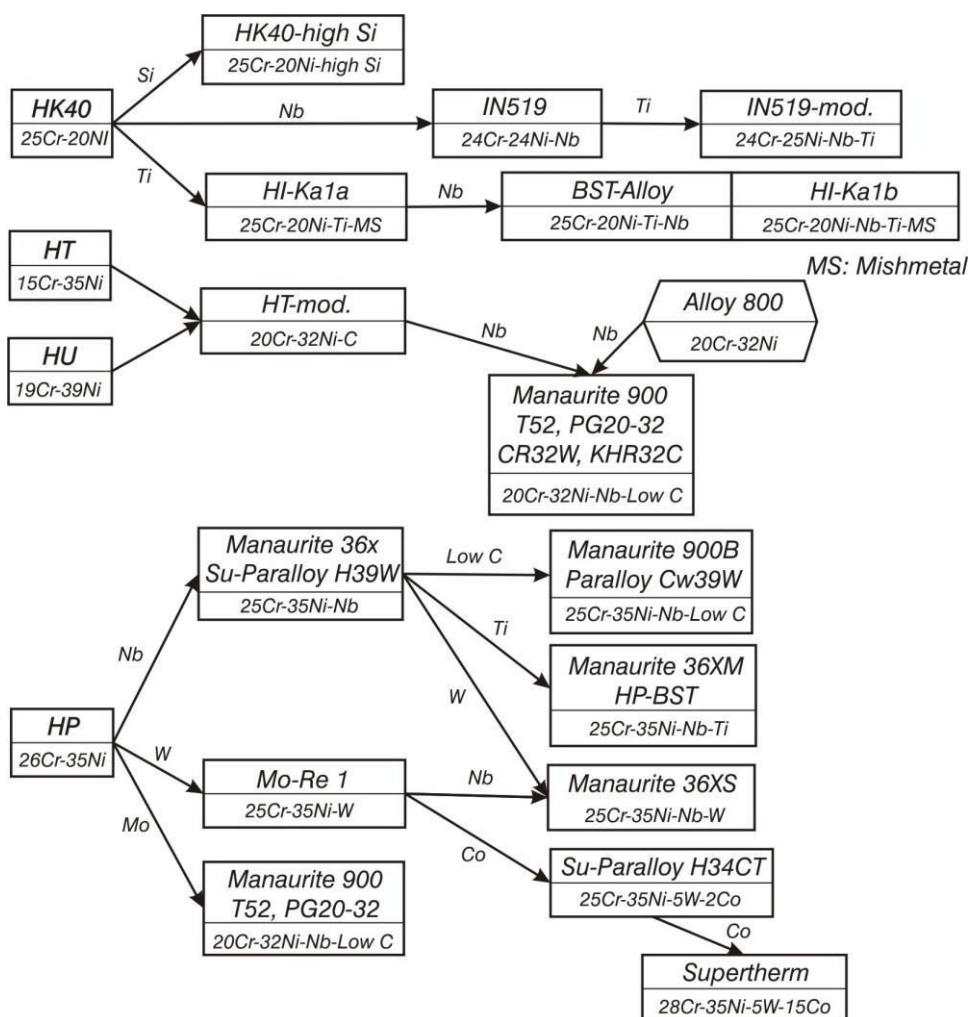 HK40-high Si
25Cr-20Ni-high Si
Si
HK40
25Cr-20NI
Nb
IN519
24Cr-24Ni-Nb
Ti
IN519-mod.
24Cr-25Ni-Nb-Ti
Ti
HI-Ka1a
25Cr-20Ni-Ti-MS
Nb
BST-Alloy
25Cr-20Ni-Ti-Nb
HI-Ka1b
25Cr-20Ni-Nb-Ti-MS
MS: Mishmetal
HT
15Cr-35Ni
HU
19Cr-39Ni
HT-mod.
20Cr-32Ni-C
Nb
Nb
Alloy 800
20Cr-32Ni
Manaurite 900
T52, PG20-32
CR32W, KHR32C
20Cr-32Ni-Nb-Low C
Manaurite 36x
Su-Paralloy H39W
25Cr-35Ni-Nb
Low C
Manaurite 900B
Paralloy Cw39W
25Cr-35Ni-Nb-Low C
Ti
Manaurite 36XM
HP-BST
25Cr-35Ni-Nb-Ti
Nb
W
HP
26Cr-35Ni
W
Mo-Re 1
25Cr-35Ni-W
Nb
Manaurite 36XS
25Cr-35Ni-Nb-W
Mo
Co
Manaurite 900
T52, PG20-32
20Cr-32Ni-Nb-Low C
Su-Paralloy H34CT
25Cr-35Ni-5W-2Co
Co
Supertherm
28Cr-35Ni-5W-15Co